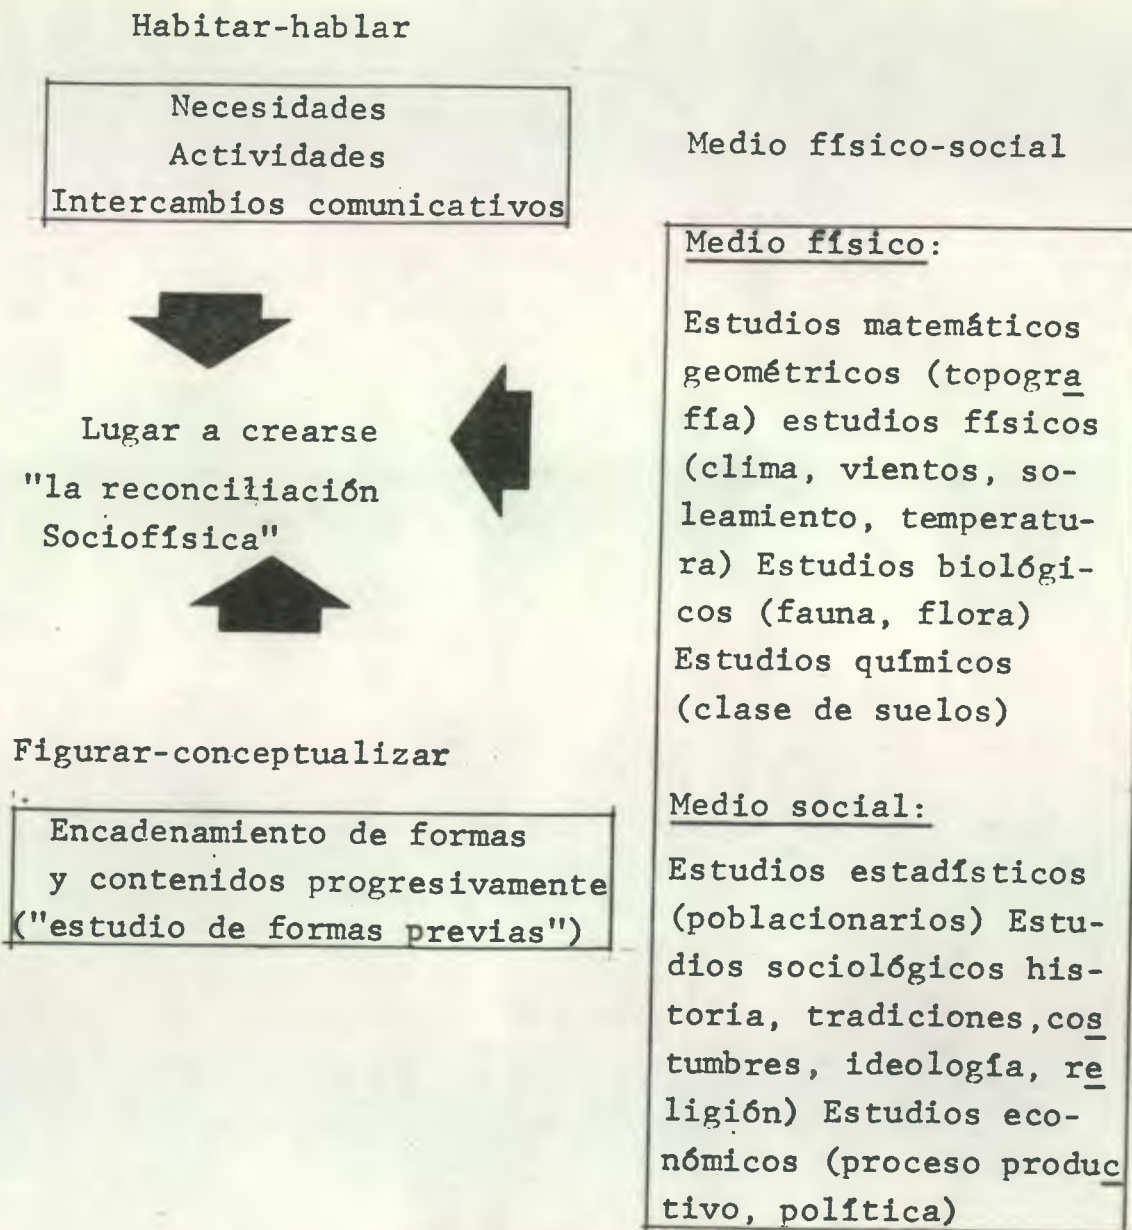 Habitar-hablar
Necesidades
Actividades
Intercambios comunicativos
Lugar a crearse
"la reconciliación
Sociofísica"
Figurar-conceptualizar
Encadenamiento de formas
y contenidos progresivamente
("estudio de formas previas")
Medio físico-social
Medio físico:
Estudios matemáticos
geométricos (topogra
fía) estudios físicos
(clima, vientos, so-
leamiento, temperatu-
ra) Estudios biológi-
cos (fauna, flora)
Estudios químicos
(clase de suelos)
Medio social:
Estudios estadísticos
(poblacionarios) Estu-
dios sociológicos his-
toria, tradiciones,cos
tumbres, ideología, re
ligión) Estudios eco-
nómicos (proceso produc
tivo, política)